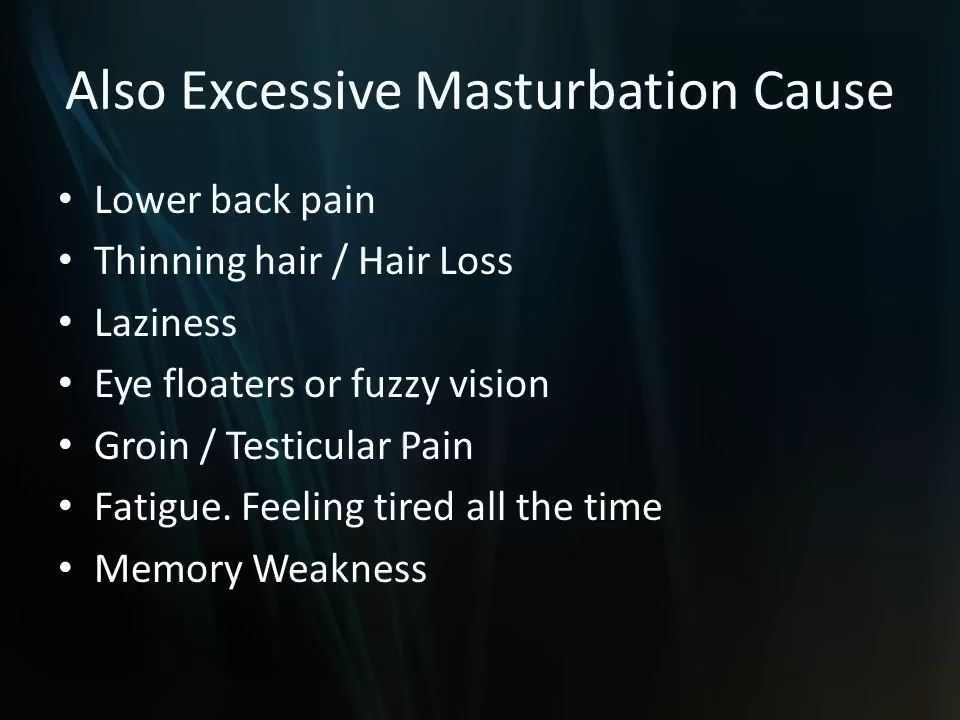 Also Excessive Masturbation Cause
• Lower back pain
• Thinning hair / Hair Loss
• Laziness
• Eye floaters or fuzzy vision
• Groin / Testicular Pain
• Fatigue. Feeling tired all the time
• Memory Weakness